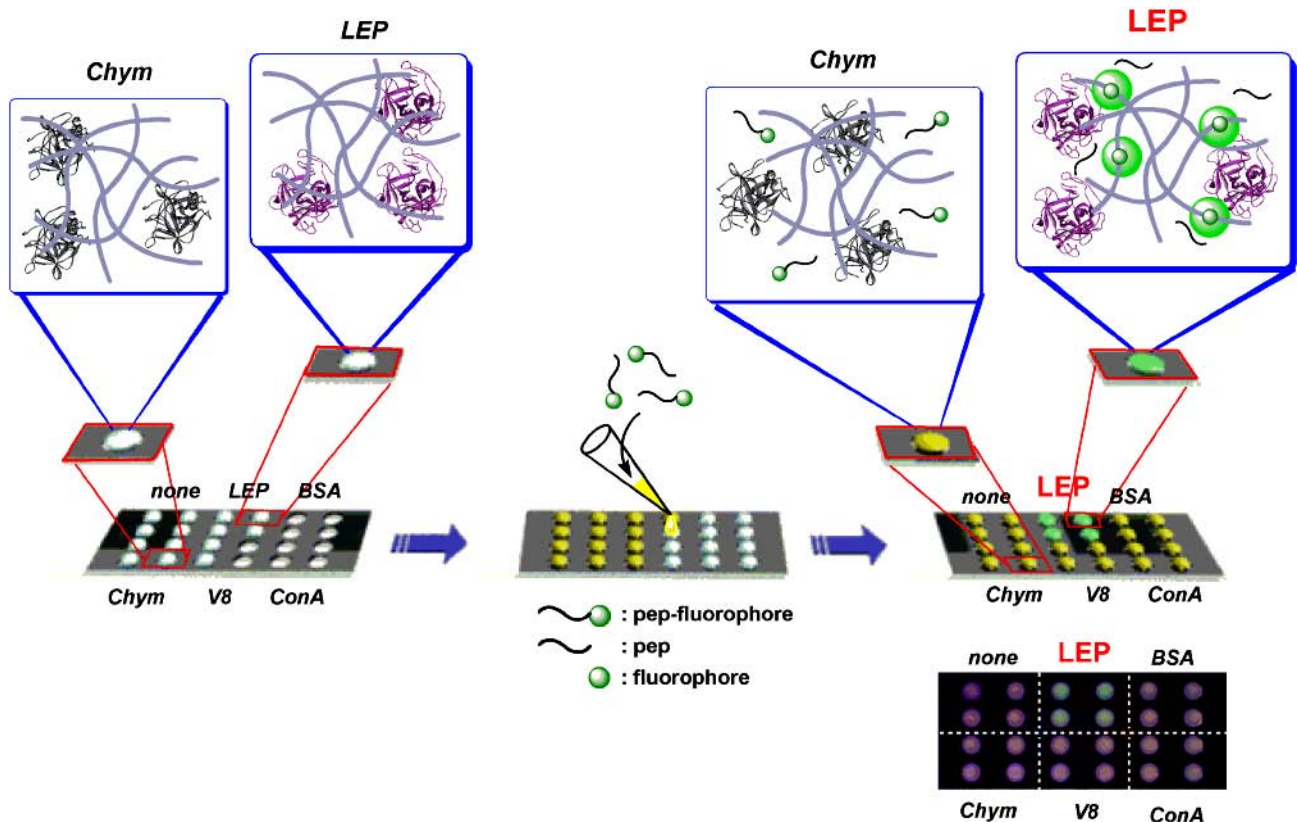 LEP
Chym
LEP
Chym
none LEP BSA
Chym V8 ConA
none LEP BSA
Chym V8 ConA
: pep-fluorophore
: pep
: fluorophore
none LEP BSA
Chym V8 ConA